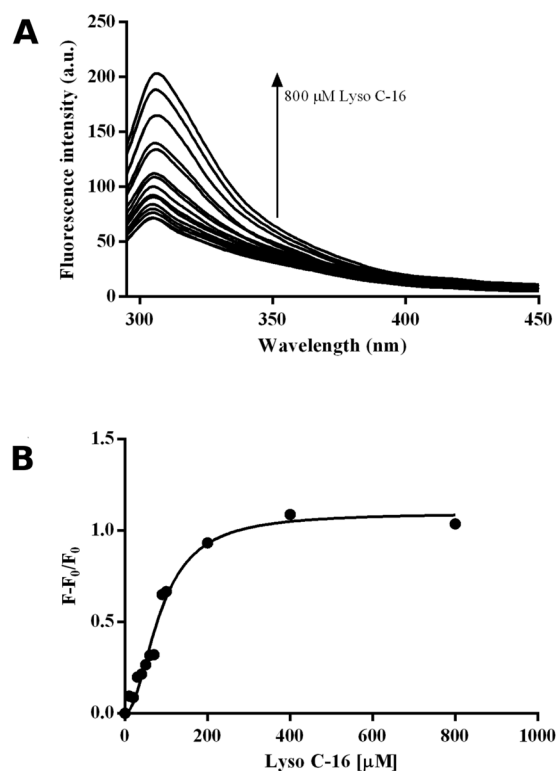 A
Fluorescence intensity (a.u.)
250
200
150
100
50
0
800 µM Lyso C-16
300
350
400
450
Wavelength (nm)
B
F-F0/F0
1.5
1.0
0.5
0.0
0
200
400
600
800
1000
Lyso C-16 [µM]